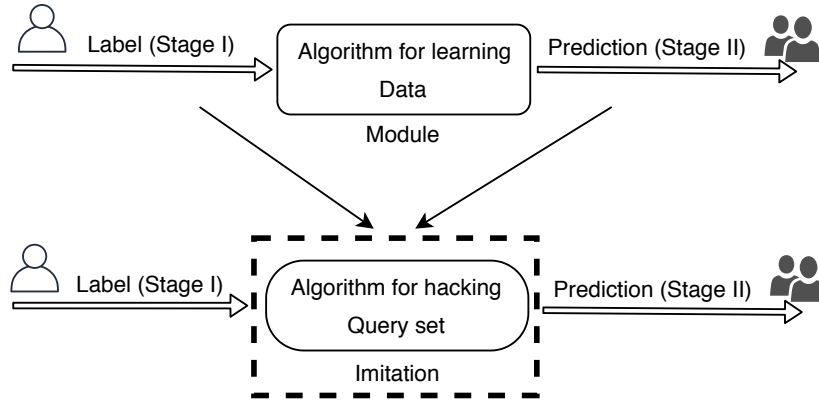 Label (Stage I)
Algorithm for learning
Data
Prediction (Stage II)
Module
Label (Stage I)
Algorithm for hacking
Query set
Prediction (Stage II)
Imitation